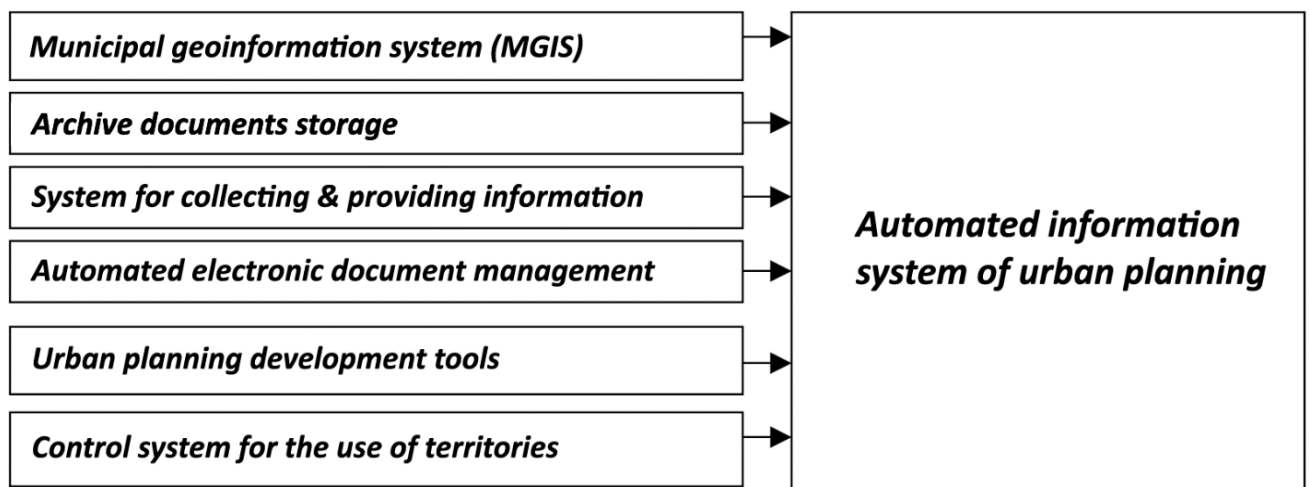 Municipal geoinformation system (MGIS)
Archive documents storage
System for collecting & providing information
Automated electronic document management
Urban planning development tools
Control system for the use of territories
Automated information
system of urban planning